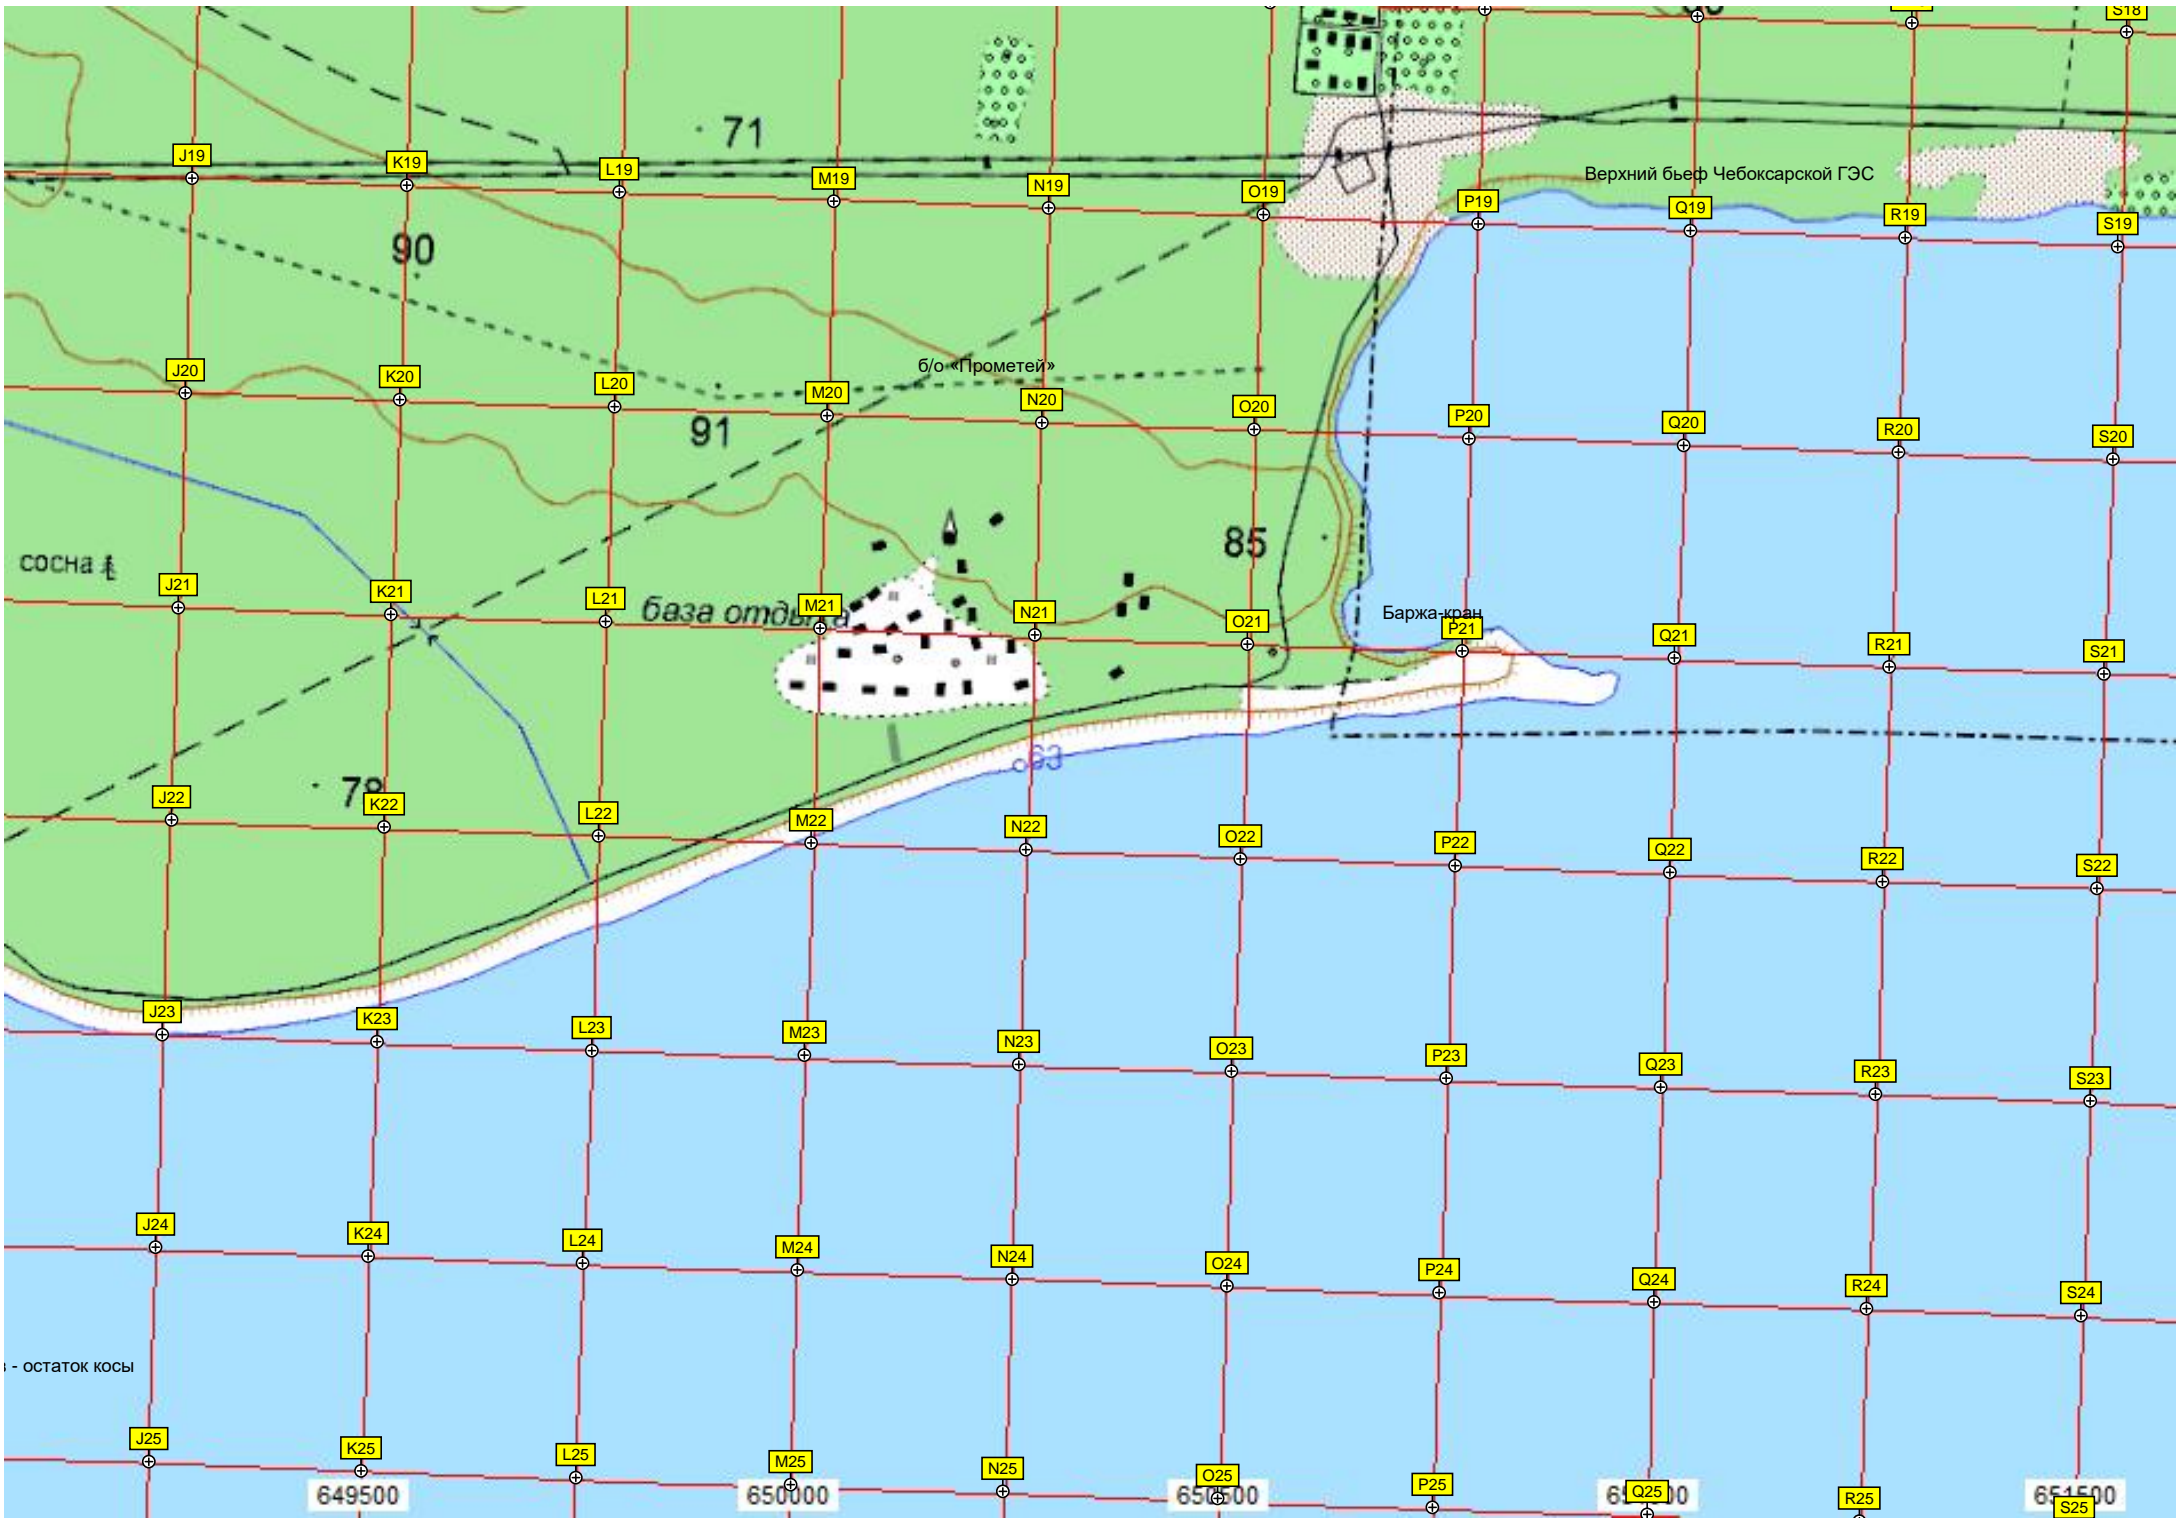 S18
71
Верхний бьеф Чебоксарской ГЭС
J19 K19 L19 M19 N19 O19 P19 Q19 R19 S19
90
б/о «Прометей»
J20 K20 L20 M20 N20 O20 P20 Q20 R20 S20
91
85
сосна
J21 K21 L21 база отдыха M21 N21 O21 Баржа-кран P21 Q21 R21 S21
63
78
J22 K22 L22 M22 N22 O22 P22 Q22 R22 S22
J23 K23 L23 M23 N23 O23 P23 Q23 R23 S23
J24 K24 L24 M24 N24 O24 P24 Q24 R24 S24
- остаток косы
J25 K25 L25 M25 N25 O25 P25 Q25 R25 S25
649500 650000 650500 651500